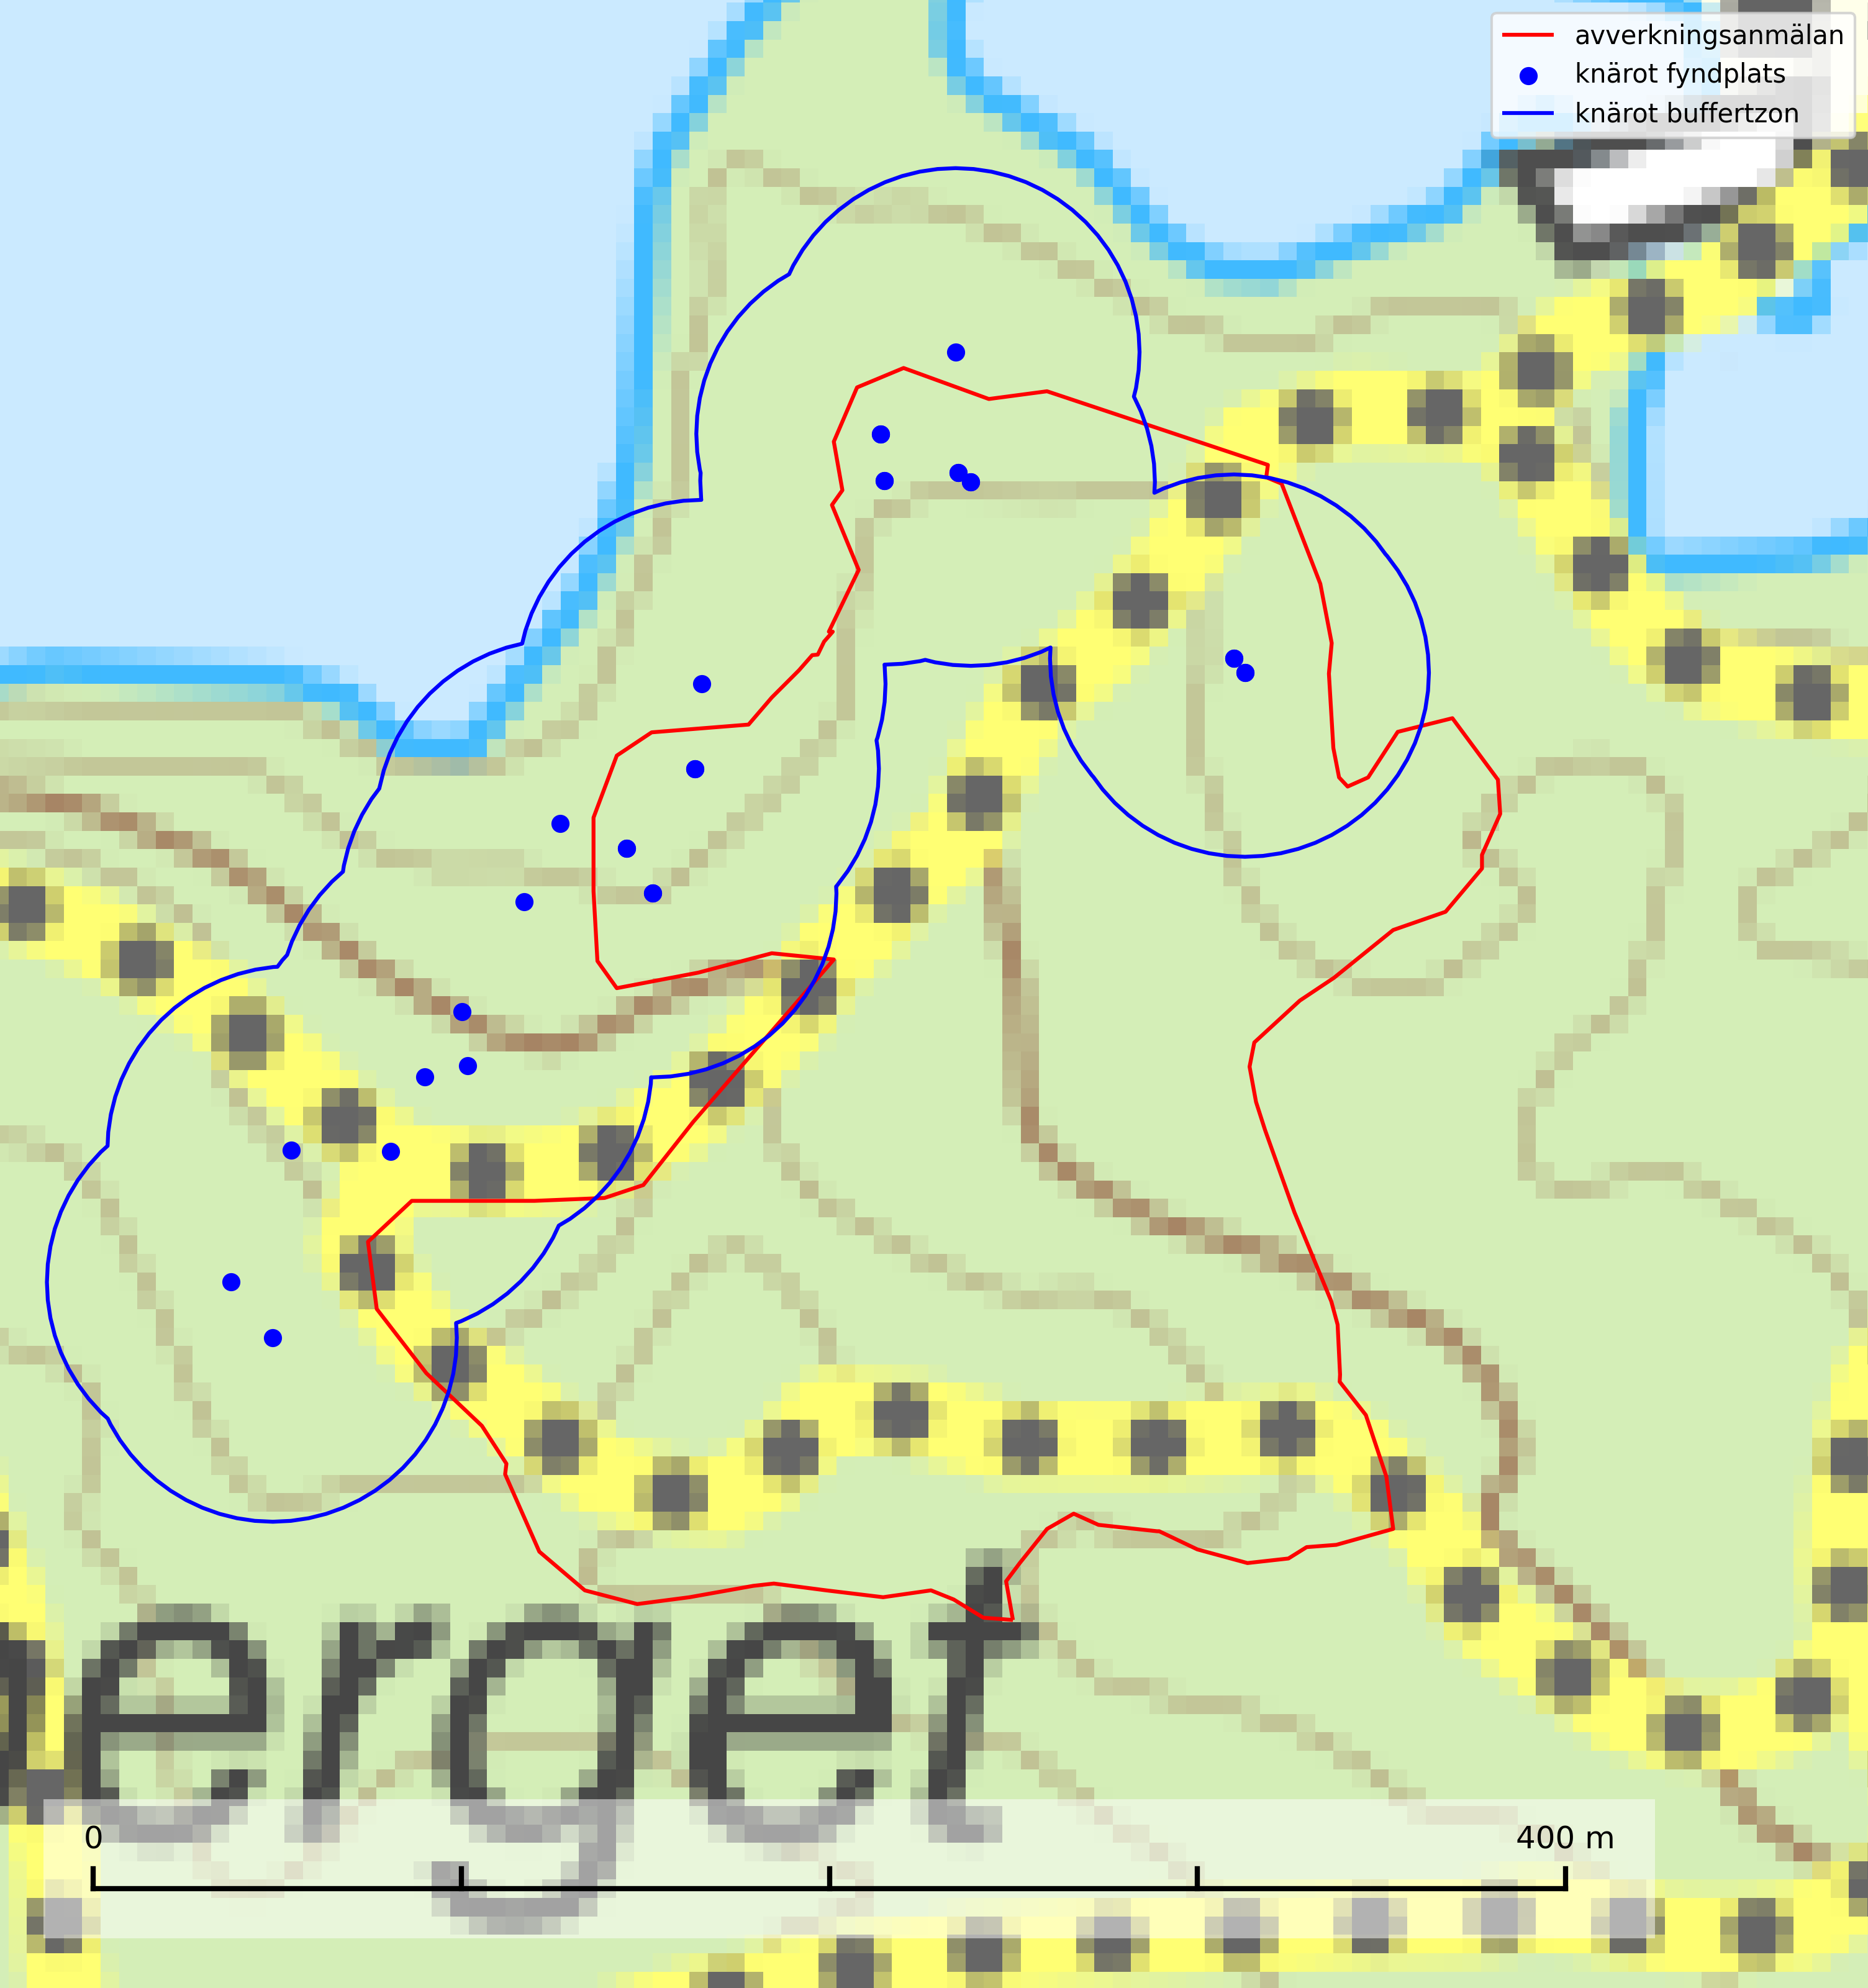 avverkningsanmälan
knärot fyndplats
knärot buffertzon
erget
0
400 m